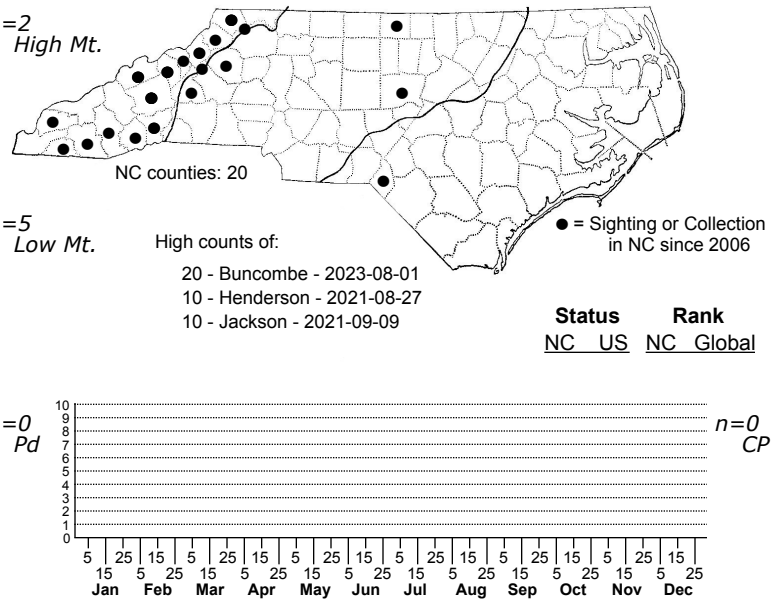 =2
High Mt.
NC counties: 20
=5
Low Mt.
High counts of:
20 - Buncombe - 2023-08-01
10 - Henderson - 2021-08-27
10 - Jackson - 2021-09-09
= Sighting or Collection
in NC since 2006
Status Rank
NC US NC Global
=0
Pd
10
9
8
7
6
5
4
3
2
1
0
n=0
CP
5 25 15 5 25 15 5 25 15 5 25 15 5 25 15 5 25 15
15 5 25 15 5 25 15 5 25 15 5 25 15 5 25 15 5 25
Jan Feb Mar Apr May Jun Jul Aug Sep Oct Nov Dec